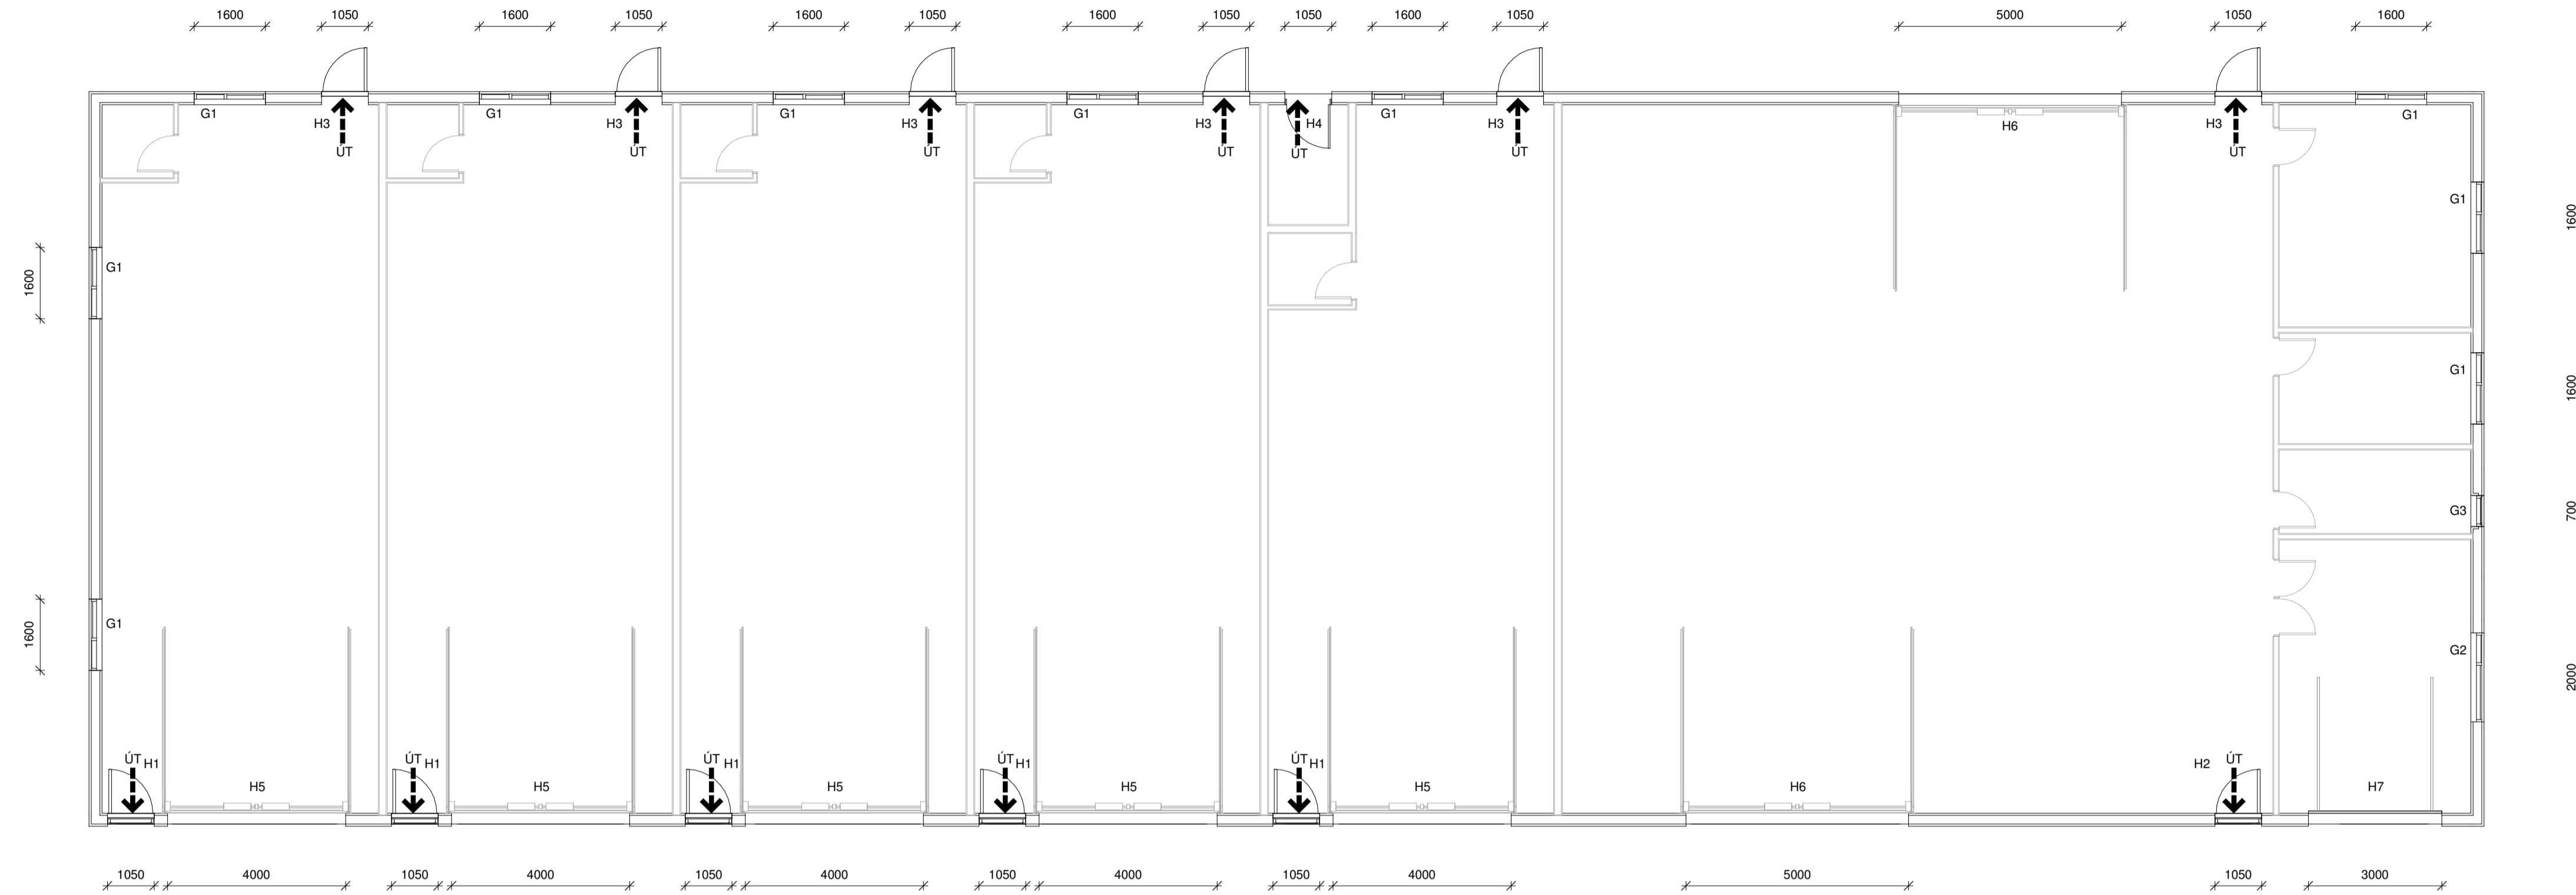 1600 1050 1600 1050 1600 1050 1600 1050 1050 1600 1050 5000 1050 1600
G1 H3 G1 H3 G1 H3 G1 H3 H4 G1 H3 H6 H3 G1
ÚT ÚT ÚT ÚT ÚT ÚT ÚT
G1 1600
1600 G1
G1 1600
G3 700
1600 G1
G2 2000
ÚT H1 ÚT H1 ÚT H1 ÚT H1 ÚT H1 H2 ÚT
H5 H5 H5 H5 H5 H6 H7
1050 4000 1050 4000 1050 4000 1050 4000 1050 4000 5000 1050 3000